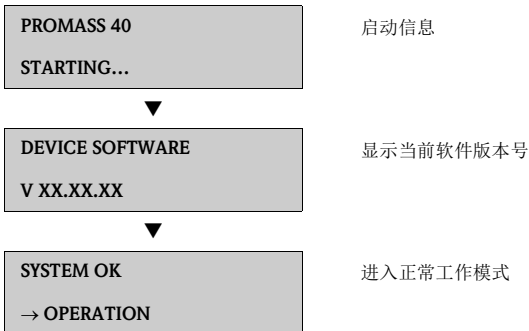 PROMASS 40
启动信息
STARTING...
▼
DEVICE SOFTWARE
显示当前软件版本号
V XX.XX.XX
▼
SYSTEM OK
进入正常工作模式
→ OPERATION